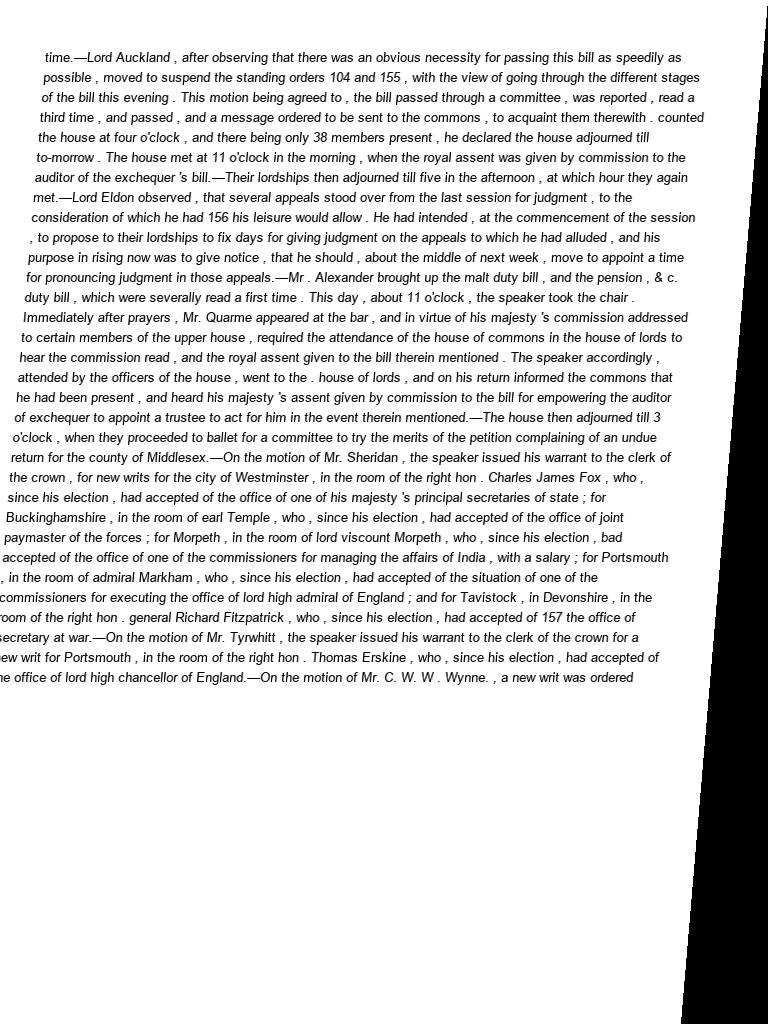 time.—Lord Auckland , after observing that there was an obvious necessity for passing this bill as speedily as
possible , moved to suspend the standing orders 104 and 155 , with the view of going through the different stages
of the bill this evening . This motion being agreed to , the bill passed through a committee , was reported , read a
third time , and passed , and a message ordered to be sent to the commons , to acquaint them therewith . counted
the house at four o'clock , and there being only 38 members present , he declared the house adjourned till
to-morrow . The house met at 11 o'clock in the morning , when the royal assent was given by commission to the
auditor of the exchequer 's bill.—Their lordships then adjourned till five in the afternoon , at which hour they again
met.—Lord Eldon observed , that several appeals stood over from the last session for judgment , to the
consideration of which he had 156 his leisure would allow . He had intended , at the commencement of the session
, to propose to their lordships to fix days for giving judgment on the appeals to which he had alluded , and his
purpose in rising now was to give notice , that he should , about the middle of next week , move to appoint a time
for pronouncing judgment in those appeals.—Mr . Alexander brought up the malt duty bill , and the pension , & c.
duty bill , which were severally read a first time . This day , about 11 o'clock , the speaker took the chair .
Immediately after prayers , Mr. Quarme appeared at the bar , and in virtue of his majesty 's commission addressed
to certain members of the upper house , required the attendance of the house of commons in the house of lords to
hear the commission read , and the royal assent given to the bill therein mentioned . The speaker accordingly ,
attended by the officers of the house , went to the . house of lords , and on his return informed the commons that
he had been present , and heard his majesty 's assent given by commission to the bill for empowering the auditor
of exchequer to appoint a trustee to act for him in the event therein mentioned.—The house then adjourned till 3
o'clock , when they proceeded to ballet for a committee to try the merits of the petition complaining of an undue
return for the county of Middlesex.—On the motion of Mr. Sheridan , the speaker issued his warrant to the clerk of
the crown , for new writs for the city of Westminster , in the room of the right hon . Charles James Fox , who ,
since his election , had accepted of the office of one of his majesty 's principal secretaries of state ; for
Buckinghamshire , in the room of earl Temple , who , since his election , had accepted of the office of joint
paymaster of the forces ; for Morpeth , in the room of lord viscount Morpeth , who , since his election , bad
accepted of the office of one of the commissioners for managing the affairs of India , with a salary ; for Portsmouth
, in the room of admiral Markham , who , since his election , had accepted of the situation of one of the
commissioners for executing the office of lord high admiral of England ; and for Tavistock , in Devonshire , in the
room of the right hon . general Richard Fitzpatrick , who , since his election , had accepted of 157 the office of
secretary at war.—On the motion of Mr. Tyrwhitt , the speaker issued his warrant to the clerk of the crown for a
new writ for Portsmouth , in the room of the right hon . Thomas Erskine , who , since his election , had accepted of
the office of lord high chancellor of England.—On the motion of Mr. C. W. W . Wynne. , a new writ was ordered